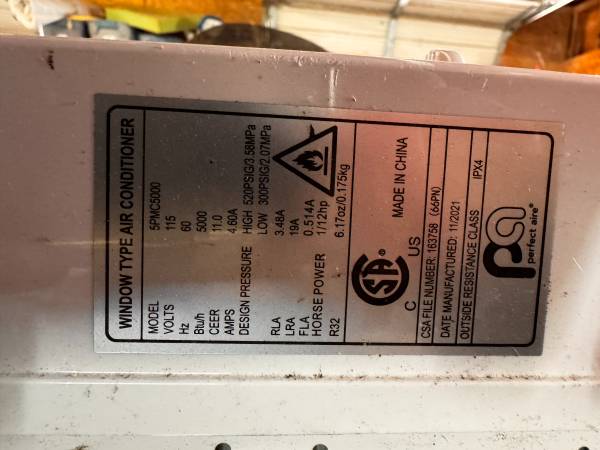 WINDOW TYPE AIR CONDITIONER
MODEL 5PMC5000
VOLTS 115
Hz 60
Btu/h 5000
CEER 11.0
AMPS 4.60A
DESIGN PRESSURE HIGH 520PSIG/3.58MPa
LOW 300PSIG/2.07MPa
RLA 3.48A
LRA 19A
FLA 0.514A
HORSE POWER 1/12hp
R32 6.17oz/0.175kg
SA
®
C US
MADE IN CHINA
CSA FILE NUMBER: 163758 (66PN)
DATE MANUFACTURED: 11/2021
OUTSIDE RESISTANCE CLASS IPX4
pa
perfect aire®